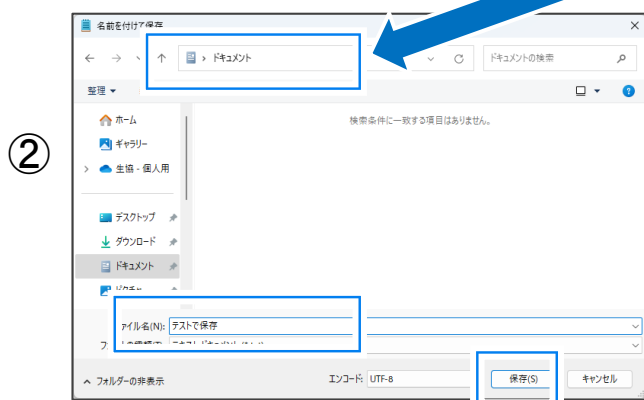 名前を付けて保存
ドキュメント
ドキュメントの検索
整理
?
ホーム
検索条件に一致する項目はありません。
②
ギャラリー
生協 - 個人用
デスクトップ
ダウンロード
ドキュメント
ピクチャ
ァイル名(N): テストで保存
フォルダーの非表示
エンコード: UTF-8
保存(S)
キャンセル